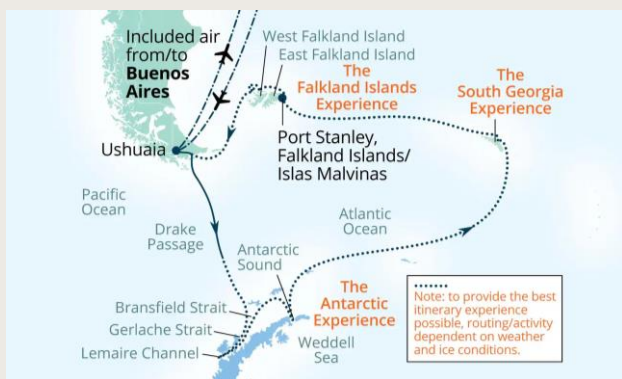 Included air
from/to
Buenos
Aires
West Falkland Island
East Falkland Island
The
Falkland Islands
Experience
The
South Georgia
Experience
Ushuaia
Port Stanley,
Falkland Islands/
Islas Malvinas
Pacific
Ocean
Drake
Passage
Atlantic
Ocean
Antarctic
Sound
Bransfield Strait
Gerlache Strait
Lemaire Channel
The
Antarctic
Experience
Weddell
Sea
Note: to provide the best
itinerary experience
possible, routing/activity
dependent on weather
and ice conditions.